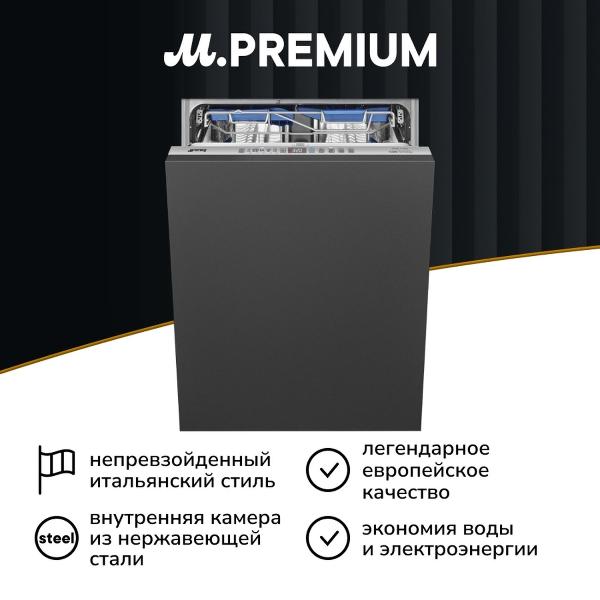 M.PREMIUM
непревзойденный
итальянский стиль
легендарное
европейское
качество
steel
внутренняя камера
из нержавеющей
стали
экономия воды
и электроэнергии